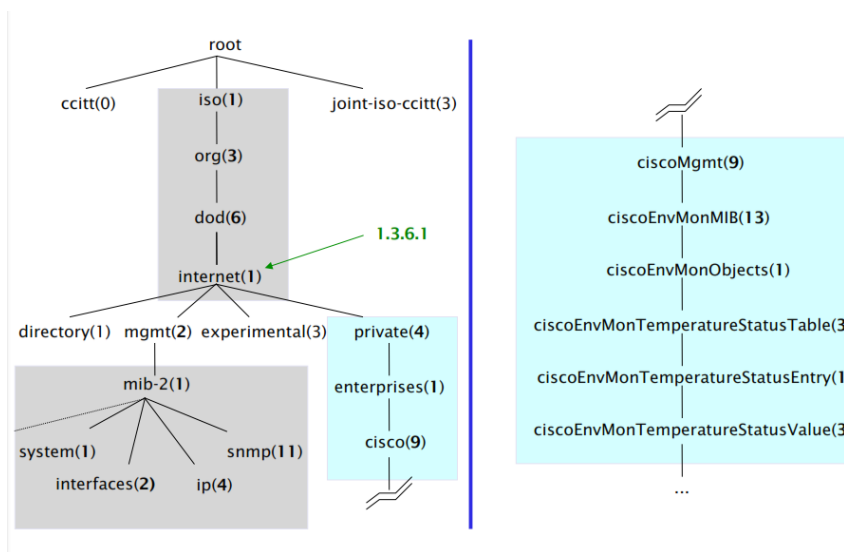 root
ccitt(0) iso(1) joint-iso-ccitt(3)
org(3)
dod(6)
1.3.6.1
internet(1)
directory(1) mgmt(2) experimental(3) private(4)
mib-2(1)
enterprises(1)
system(1) snmp(11)
cisco(9)
interfaces(2) ip(4)
ciscoMgmt(9)
ciscoEnvMonMIB(13)
ciscoEnvMonObjects(1)
ciscoEnvMonTemperatureStatusTable(3
ciscoEnvMonTemperatureStatusEntry(1
ciscoEnvMonTemperatureStatusValue(3
...